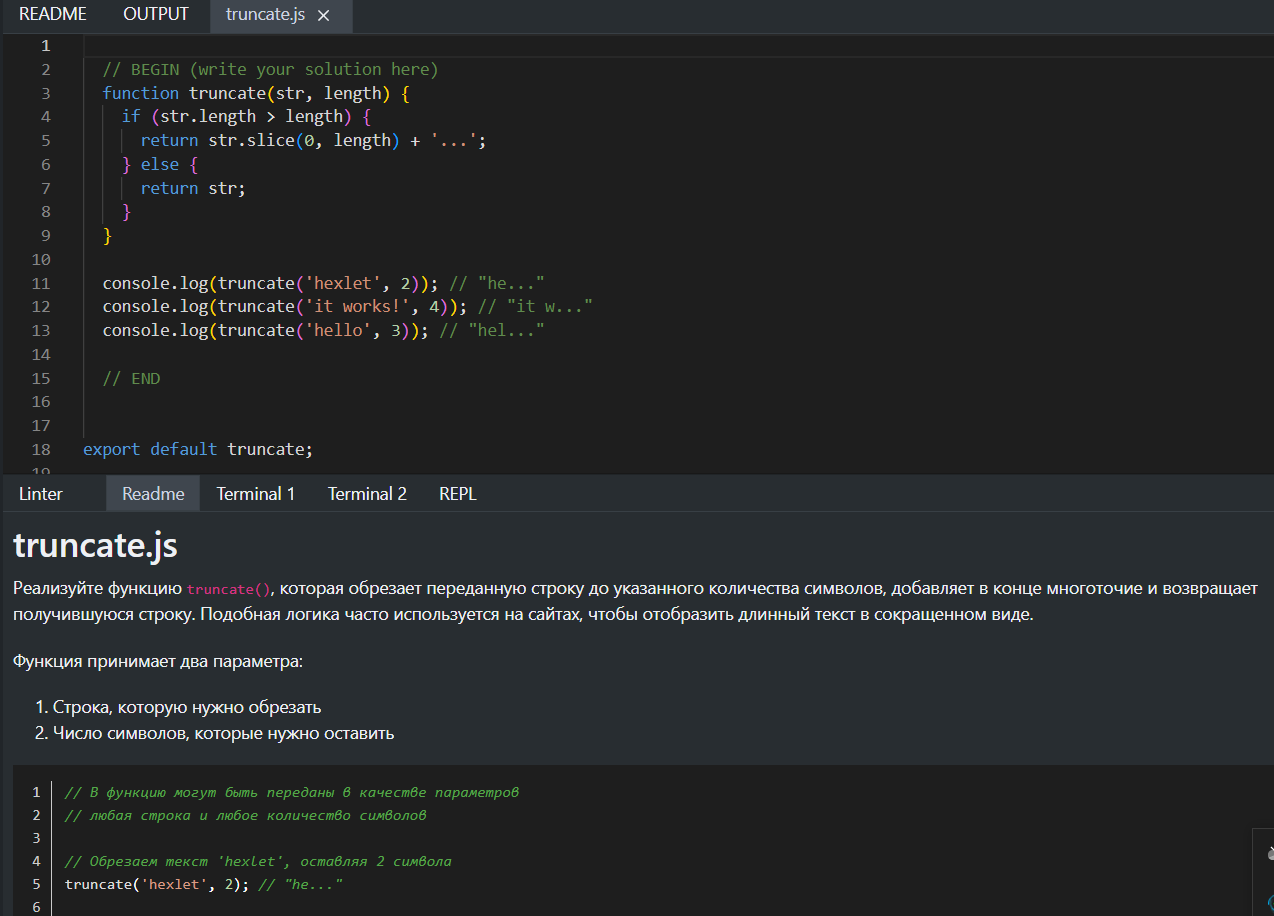 README OUTPUT truncate.js
1
2 // BEGIN (write your solution here)
3 function truncate(str, length) {
4 if (str.length > length) {
5 return str.slice(0, length) + '...';
6 } else {
7 return str;
8 }
9 }
10
11 console.log(truncate('hexlet', 2)); // "he..."
12 console.log(truncate('it works!', 4)); // "it w..."
13 console.log(truncate('hello', 3)); // "hel..."
14
15 // END
16
17
18 export default truncate;
19
Linter Readme Terminal 1 Terminal 2 REPL
truncate.js
Реализуйте функцию truncate(), которая обрезает переданную строку до указанного количества символов, добавляет в конце многоточие и возвращает
получившуюся строку. Подобная логика часто используется на сайтах, чтобы отобразить длинный текст в сокращенном виде.
Функция принимает два параметра:
1. Строка, которую нужно обрезать
2. Число символов, которые нужно оставить
1 // В функцию могут быть переданы в качестве параметров
2 // любая строка и любое количество символов
3
4 // Обрезаем текст 'hexlet', оставляя 2 символа
5 truncate('hexlet', 2); // "he..."
6